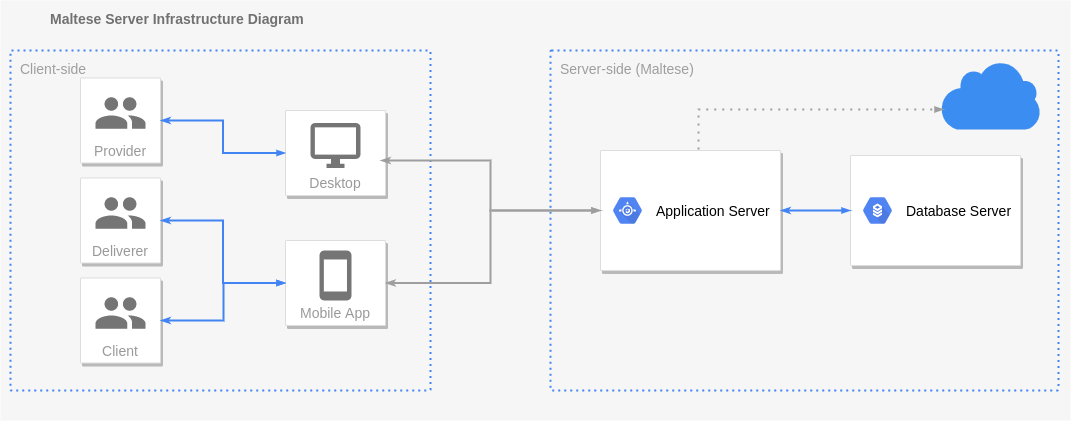 Maltese Server Infrastructure Diagram
Client-side
Provider
Deliverer
Client
Desktop
Mobile App
Server-side (Maltese)
Application Server
Database Server